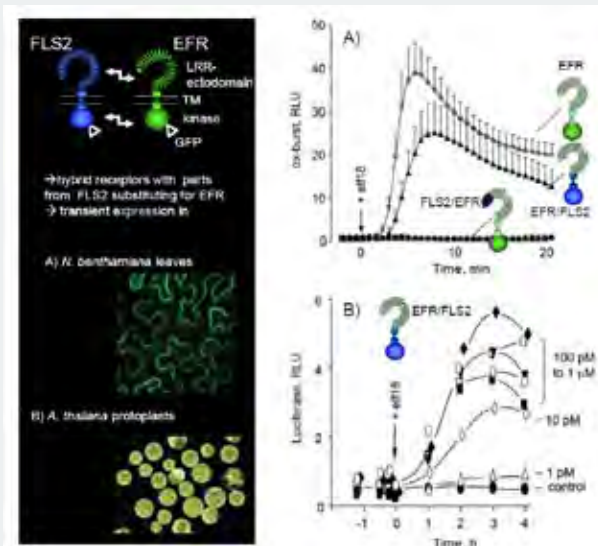 FLS2 EFR
LRR-
ectodomain
TM
kinase
GFP
→hybrid receptors with parts
from FLS2 substituting for EFR
→ transient expression in
A) N. benthamiana leaves
B) A. thaliana protoplants
A)
ox-burst, RLU
50
40
30
20
10
0
+ elf18
EFR
FLS2/EFR
EFR/FLS2
0 10 20
Time, min
B)
EFR/FLS2
Luciferase, RLU
6
4
2
0
+ elf18
100 pM
to 1 µM
10 pM
1 pM
control
-1 0 1 2 3 4
Time, h